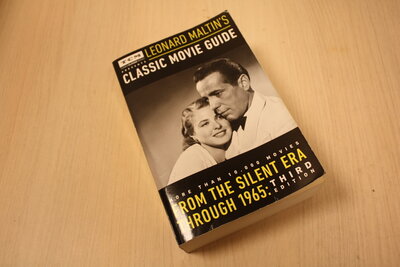 TCM
PRESENTS
LEONARD MALTIN'S
CLASSIC MOVIE GUIDE
MORE THAN 10,000 MOVIES
FROM THE SILENT ERA
THROUGH 1965:
THIRD
EDITION